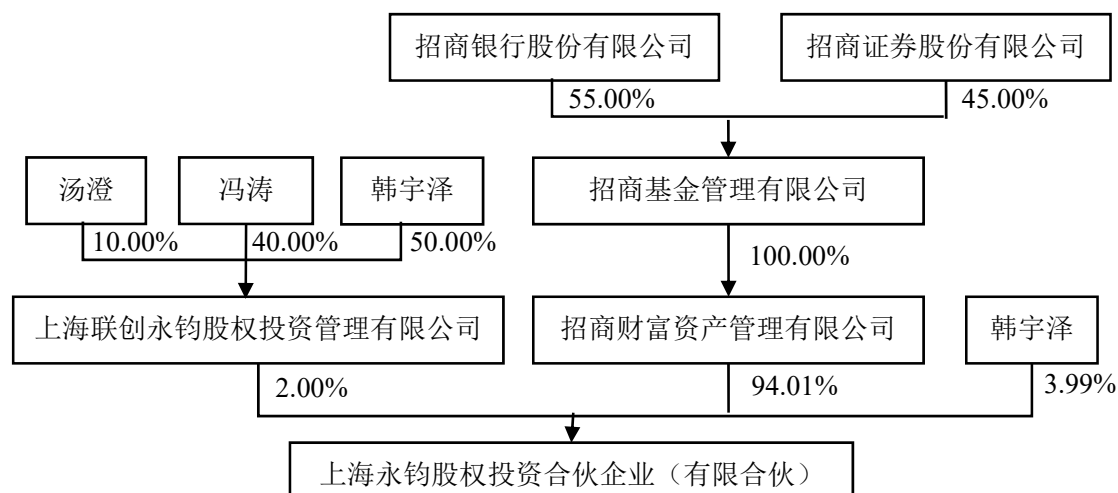 招商银行股份有限公司
招商证券股份有限公司
55.00%
45.00%
汤澄
冯涛
韩宇泽
招商基金管理有限公司
10.00%
40.00%
50.00%
100.00%
上海联创永钧股权投资管理有限公司
招商财富资产管理有限公司
韩宇泽
2.00%
94.01%
3.99%
上海永钧股权投资合伙企业（有限合伙）